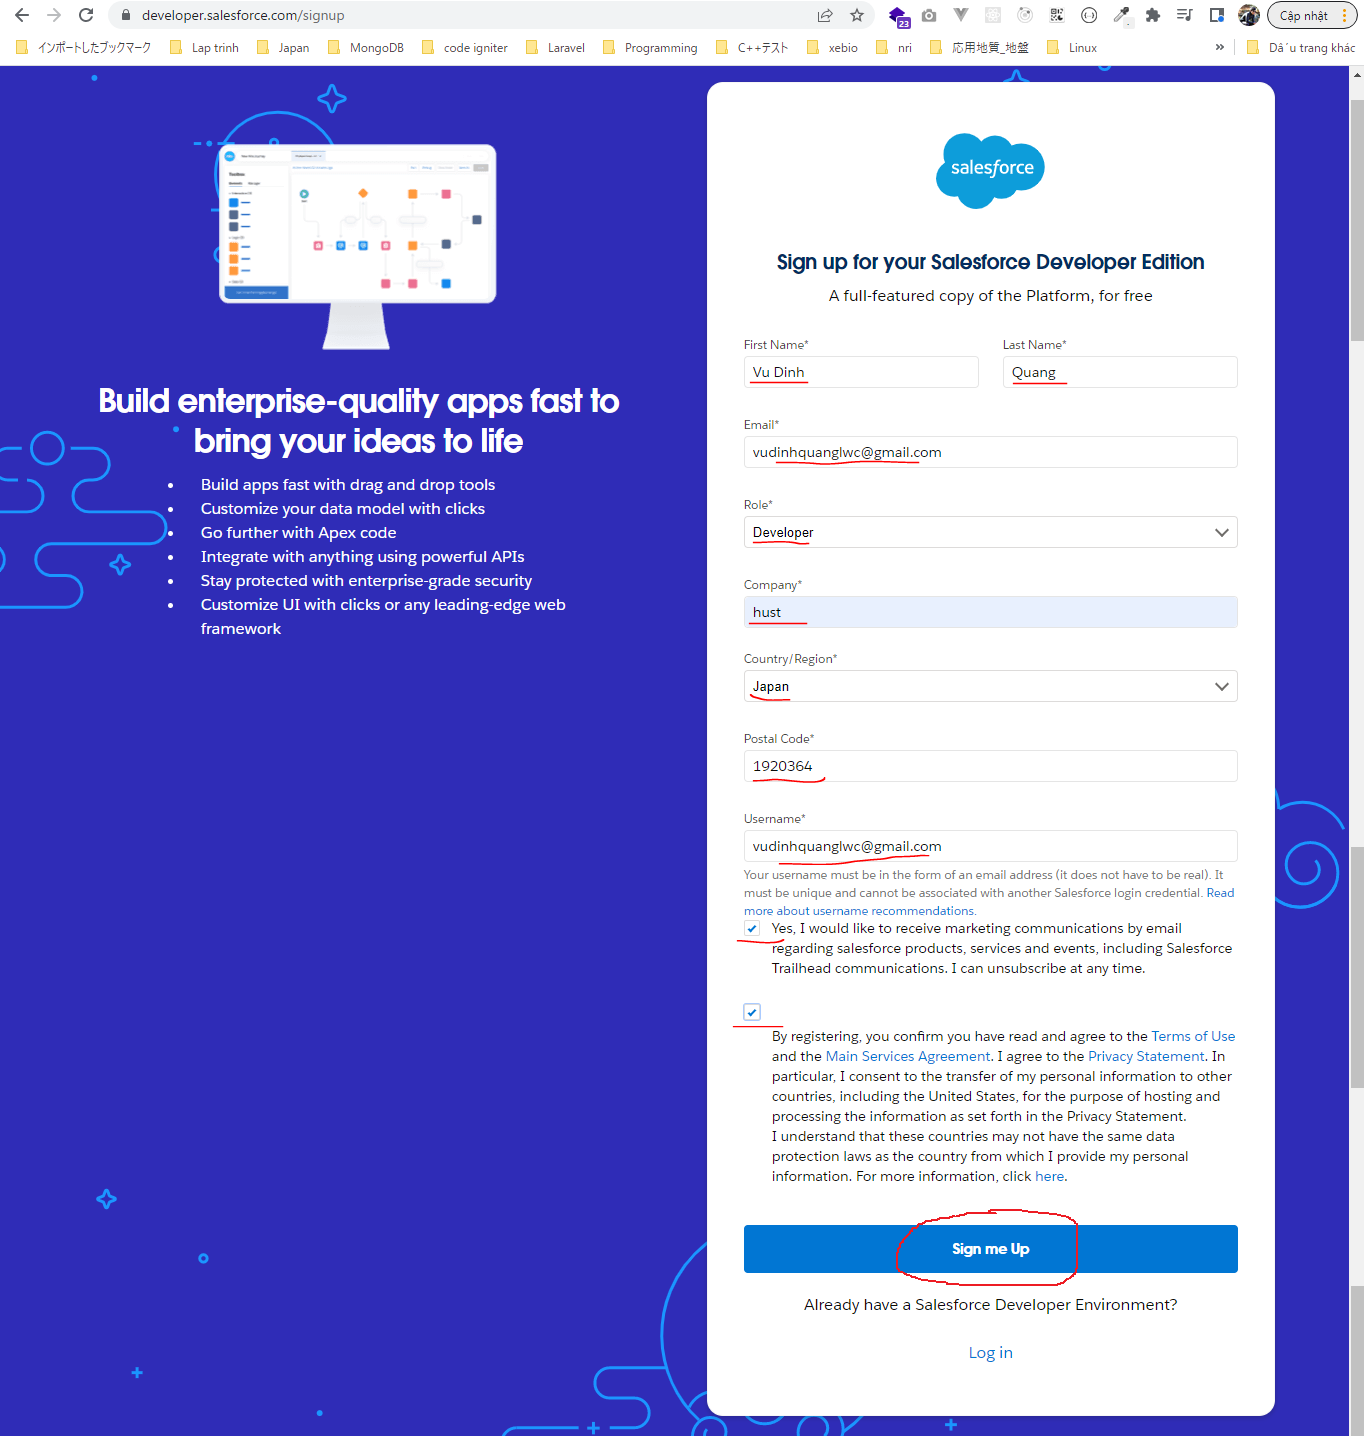 developer.salesforce.com/signup
23
Cập nhật
インポートしたブックマーク
Lap trinh
Japan
MongoDB
code igniter
Laravel
Programming
C++テスト
xebio
nri
応用地質_地盤
Linux
»
Dấu trang khác
salesforce
Sign up for your Salesforce Developer Edition
A full-featured copy of the Platform, for free
First Name*
Last Name*
Vu Dinh
Quang
Email*
vudinhquanglwc@gmail.com
Role*
Developer
Company*
hust
Country/Region*
Japan
Postal Code*
1920364
Username*
vudinhquanglwc@gmail.com
Your username must be in the form of an email address (it does not have to be real). It
must be unique and cannot be associated with another Salesforce login credential. Read
more about username recommendations.
Yes, I would like to receive marketing communications by email
regarding salesforce products, services and events, including Salesforce
Trailhead communications. I can unsubscribe at any time.
By registering, you confirm you have read and agree to the Terms of Use
and the Main Services Agreement. I agree to the Privacy Statement. In
particular, I consent to the transfer of my personal information to other
countries, including the United States, for the purpose of hosting and
processing the information as set forth in the Privacy Statement.
I understand that these countries may not have the same data
protection laws as the country from which I provide my personal
information. For more information, click here.
Sign me Up
Already have a Salesforce Developer Environment?
Log in
Build enterprise-quality apps fast to
bring your ideas to life
• Build apps fast with drag and drop tools
• Customize your data model with clicks
• Go further with Apex code
• Integrate with anything using powerful APIs
• Stay protected with enterprise-grade security
• Customize UI with clicks or any leading-edge web
framework